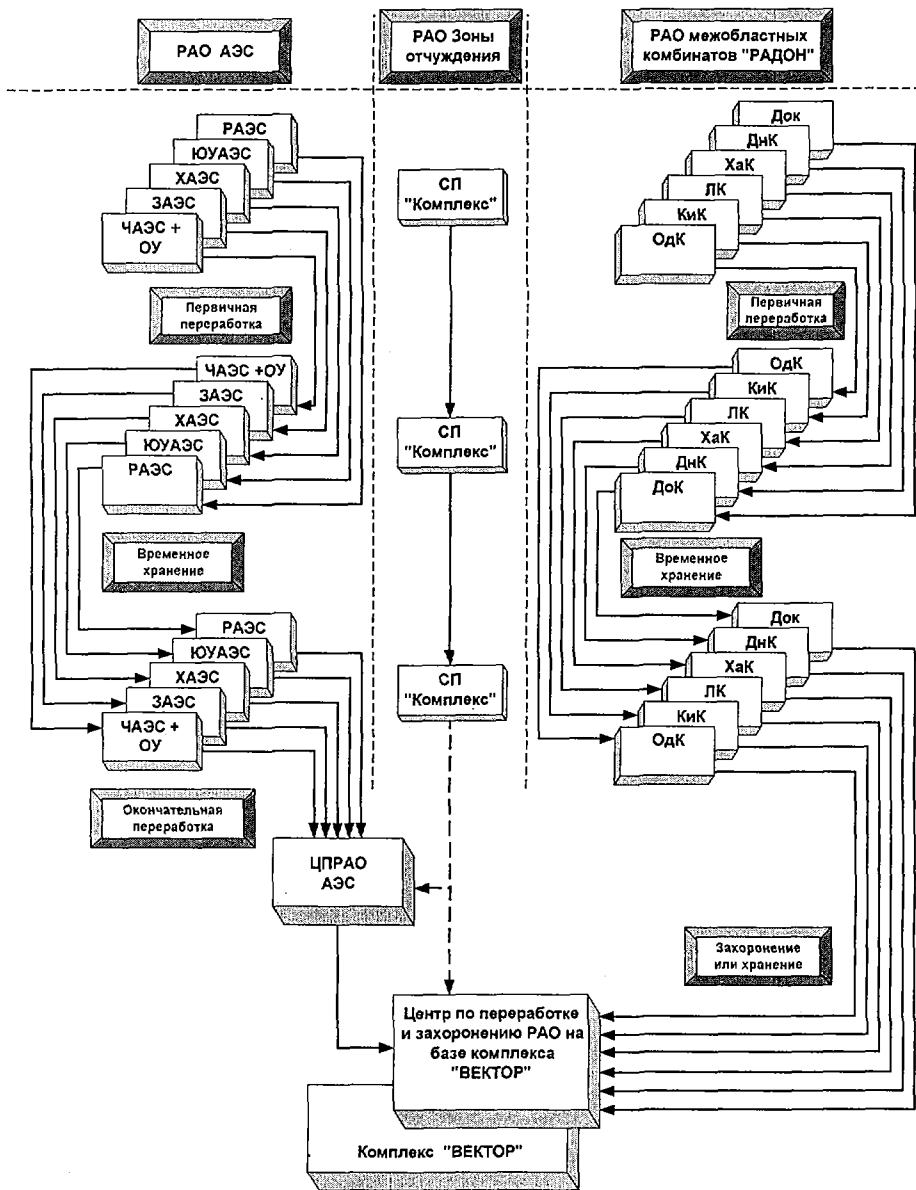 РАО АЭС
РАО Зоны
отчуждения
РАО межобластных
комбинатов "РАДОН"
РАЭС
ЮУАЭС
ХАЭС
ЗАЭС
ЧАЭС +
ОУ
СП
"Комплекс"
Док
ДнК
ХаК
ЛК
КиК
ОдК
Первичная
переработка
Первичная
переработка
ЧАЭС +ОУ
ЗАЭС
ХАЭС
ЮУАЭС
РАЭС
СП
"Комплекс"
ОдК
КиК
ЛК
ХаК
ДнК
ДоК
Временное
хранение
Временное
хранение
РАЭС
ЮУАЭС
ХАЭС
ЗАЭС
ЧАЭС +
ОУ
СП
"Комплекс"
Док
ДнК
ХаК
ЛК
КиК
ОдК
Окончательная
переработка
ЦПРАО
АЭС
Захоронение
или хранение
Центр по переработке
и захоронению РАО на
базе комплекса
"ВЕКТОР"
Комплекс "ВЕКТОР"